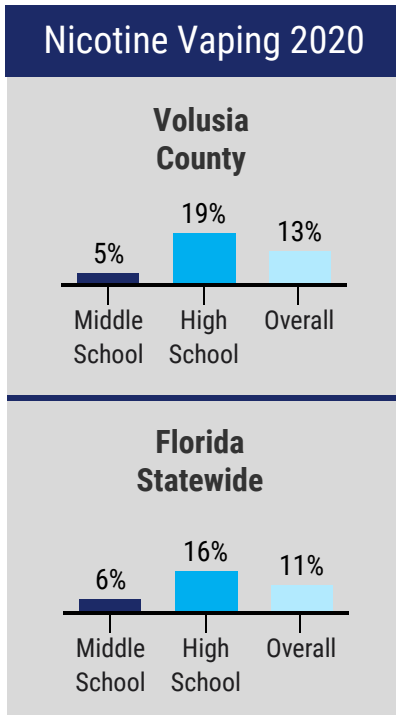 Nicotine Vaping 2020
Volusia
County
5%
19%
13%
Middle
School
High
School
Overall
Florida
Statewide
6%
16%
11%
Middle
School
High
School
Overall